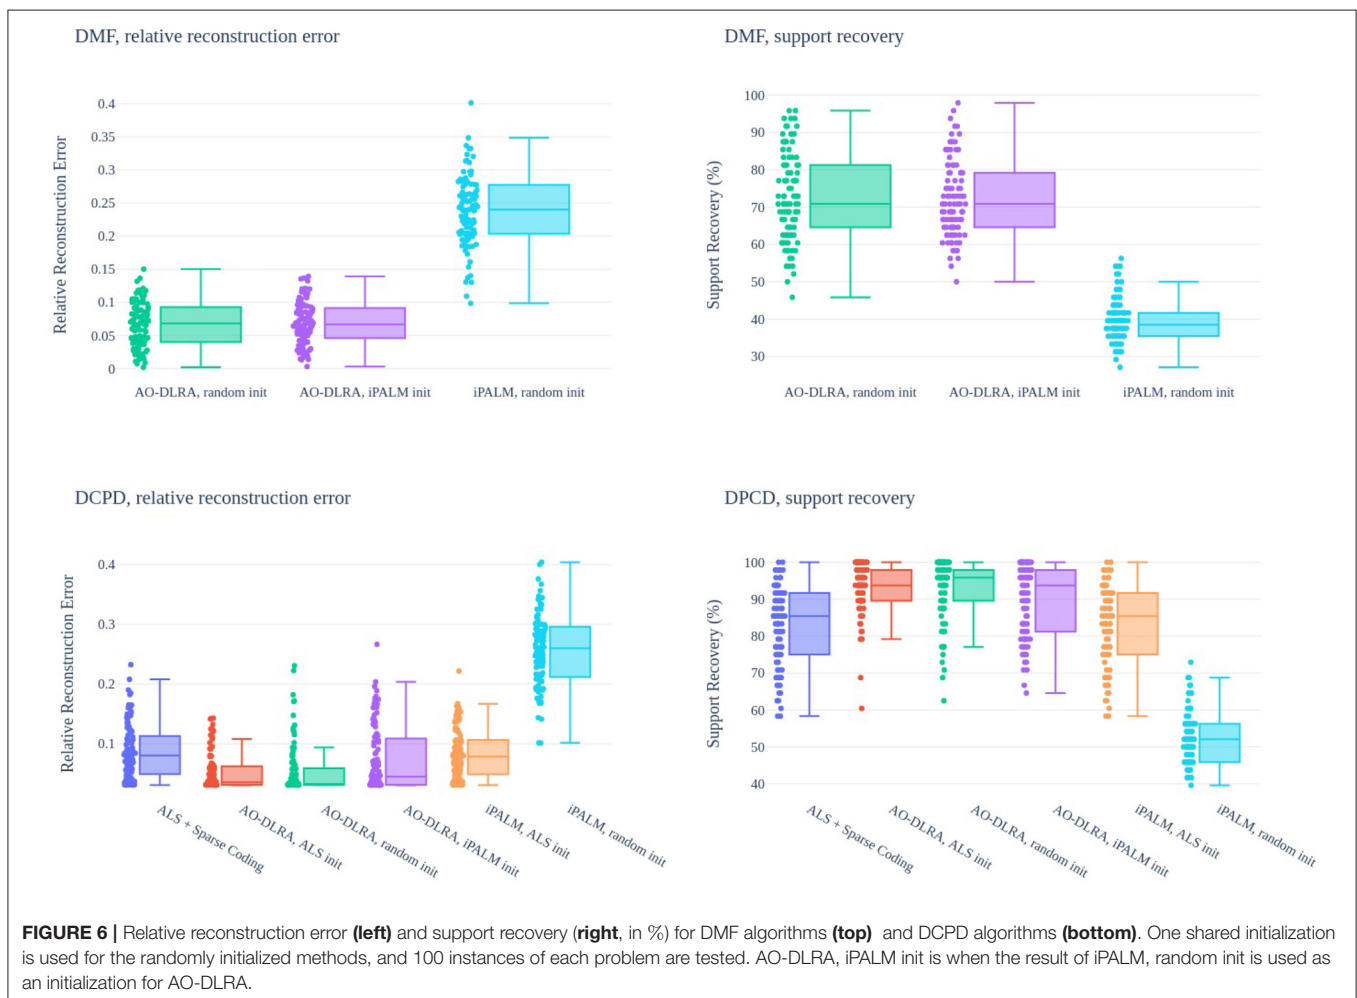 DMF, relative reconstruction error
Relative Reconstruction Error
0.4
0.35
0.3
0.25
0.2
0.15
0.1
0.05
0
AO-DLRA, random init
AO-DLRA, iPALM init
iPALM, random init
DMF, support recovery
Support Recovery (%)
100
90
80
70
60
50
40
30
AO-DLRA, random init
AO-DLRA, iPALM init
iPALM, random init
DCPD, relative reconstruction error
Relative Reconstruction Error
0.4
0.3
0.2
0.1
ALS + Sparse Coding
AO-DLRA, ALS init
AO-DLRA, random init
AO-DLRA, iPALM init
iPALM, ALS init
iPALM, random init
DPCD, support recovery
Support Recovery (%)
100
90
80
70
60
50
40
ALS + Sparse Coding
AO-DLRA, ALS init
AO-DLRA, random init
AO-DLRA, iPALM init
iPALM, ALS init
iPALM, random init
FIGURE 6 | Relative reconstruction error (left) and support recovery (right, in %) for DMF algorithms (top) and DCPD algorithms (bottom). One shared initialization
is used for the randomly initialized methods, and 100 instances of each problem are tested. AO-DLRA, iPALM init is when the result of iPALM, random init is used as
an initialization for AO-DLRA.